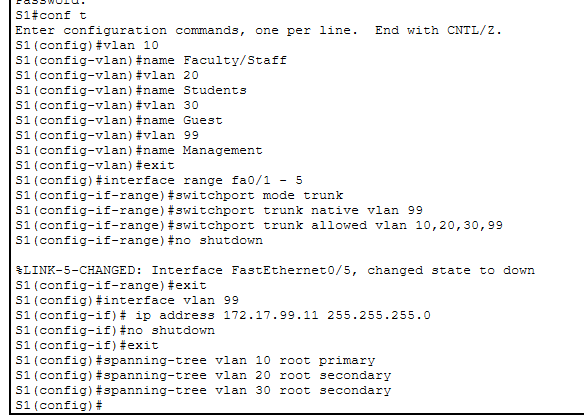 Password:
S1#conf t
Enter configuration commands, one per line.  End with CNTL/Z.
S1(config)#vlan 10
S1(config-vlan)#name Faculty/Staff
S1(config-vlan)#vlan 20
S1(config-vlan)#name Students
S1(config-vlan)#vlan 30
S1(config-vlan)#name Guest
S1(config-vlan)#vlan 99
S1(config-vlan)#name Management
S1(config-vlan)#exit
S1(config)#interface range fa0/1 - 5
S1(config-if-range)#switchport mode trunk
S1(config-if-range)#switchport trunk native vlan 99
S1(config-if-range)#switchport trunk allowed vlan 10,20,30,99
S1(config-if-range)#no shutdown
%LINK-5-CHANGED: Interface FastEthernet0/5, changed state to down
S1(config-if-range)#exit
S1(config)#interface vlan 99
S1(config-if)# ip address 172.17.99.11 255.255.255.0
S1(config-if)#no shutdown
S1(config-if)#exit
S1(config)#spanning-tree vlan 10 root primary
S1(config)#spanning-tree vlan 20 root secondary
S1(config)#spanning-tree vlan 30 root secondary
S1(config)#